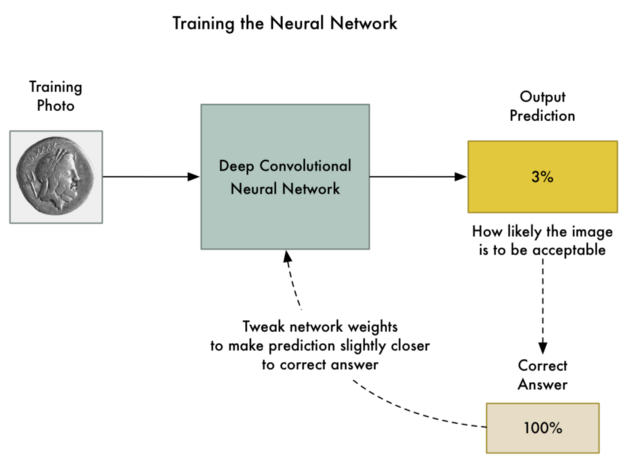 Training the Neural Network
Training
Photo
Deep Convolutional
Neural Network
Output
Prediction
3%
How likely the image
is to be acceptable
Tweak network weights
to make prediction slightly closer
to correct answer
Correct
Answer
100%